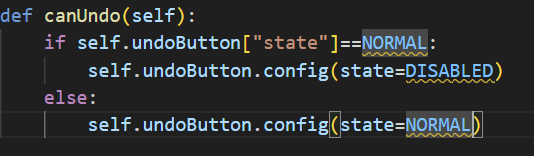 def canUndo(self):
    if self.undoButton["state"]==NORMAL:
        self.undoButton.config(state=DISABLED)
    else:
        self.undoButton.config(state=NORMAL)